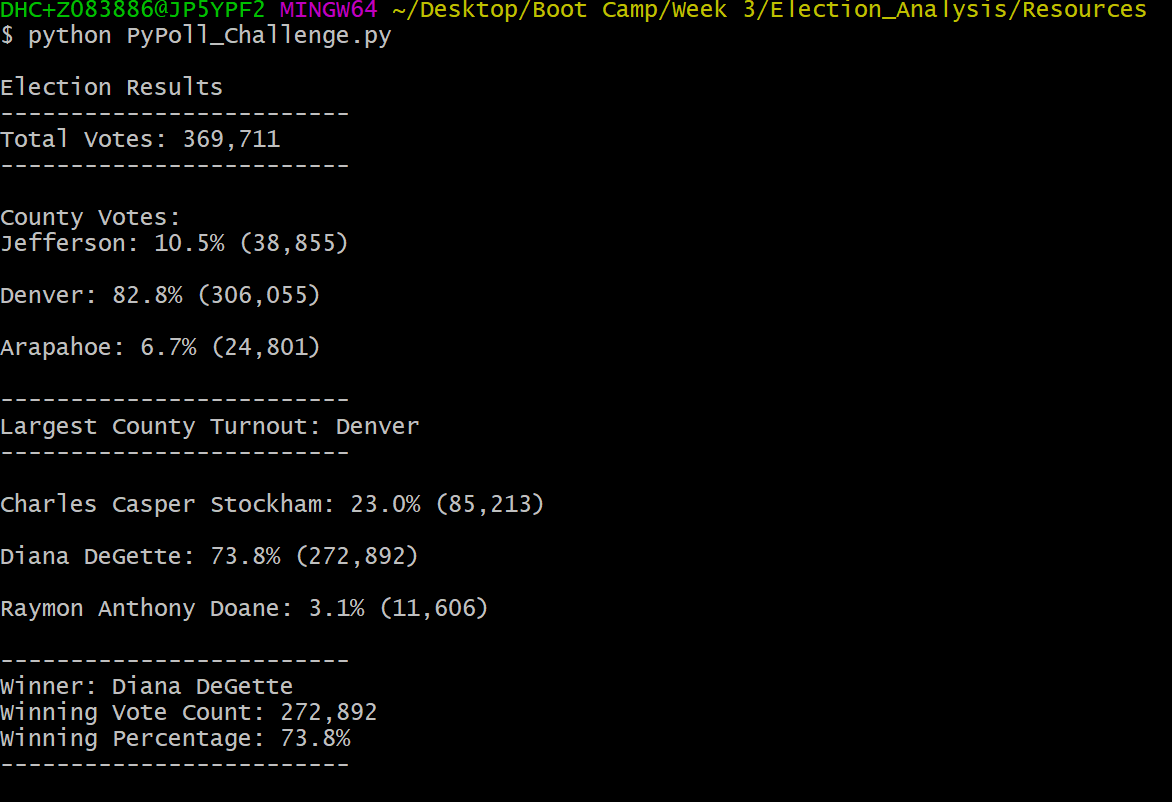 DHC+Z083886@JP5YPF2 MINGW64 ~/Desktop/Boot Camp/Week 3/Election_Analysis/Resources
$ python PyPoll_Challenge.py
Election Results
-------------------------
Total Votes: 369,711
-------------------------
County Votes:
Jefferson: 10.5% (38,855)
Denver: 82.8% (306,055)
Arapahoe: 6.7% (24,801)
-------------------------
Largest County Turnout: Denver
-------------------------
Charles Casper Stockham: 23.0% (85,213)
Diana DeGette: 73.8% (272,892)
Raymon Anthony Doane: 3.1% (11,606)
-------------------------
Winner: Diana DeGette
Winning Vote Count: 272,892
Winning Percentage: 73.8%
-------------------------